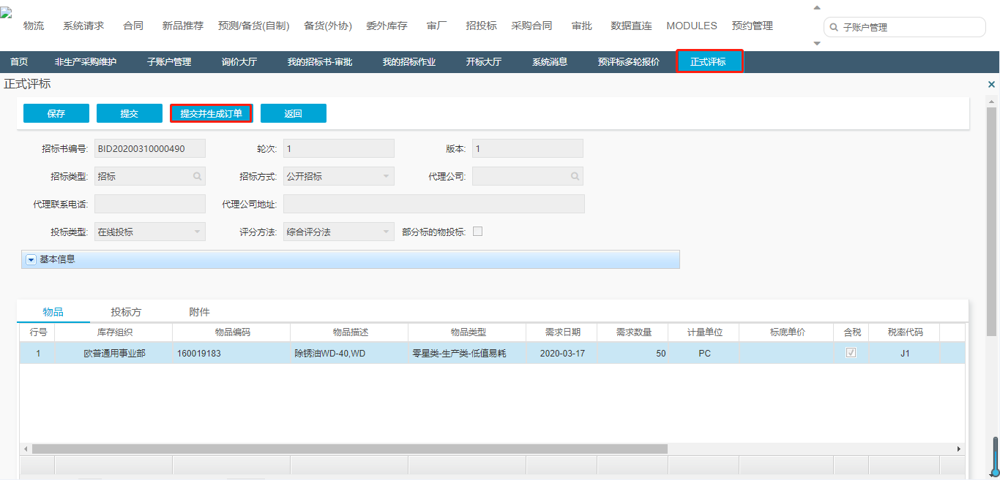 物流 系统请求 合同 新品推荐 预测/备货(自制) 备货(外协) 委外库存 审厂 招投标 采购合同 审批 数据直连 MODULES 预约管理 子账户管理
首页 非生产采购维护 子账户管理 询价大厅 我的招标书-审批 我的招标作业 开标大厅 系统消息 预评标多轮报价 正式评标
正式评标
保存 提交 提交并生成订单 返回
招标书编号: BID20200310000490 轮次: 1 版本: 1
招标类型: 招标 招标方式: 公开招标 代理公司:
代理联系电话: 代理公司地址:
投标类型: 在线投标 评分方法: 综合评分法 部分标的物投标:
基本信息
物品 投标方 附件
行号 库存组织 物品编码 物品描述 物品类型 需求日期 需求数量 计量单位 标底单价 含税 税率代码
1 欧普通用事业部 160019183 除锈油WD-40,WD 零星类-生产类-低值易耗 2020-03-17 50 PC J1